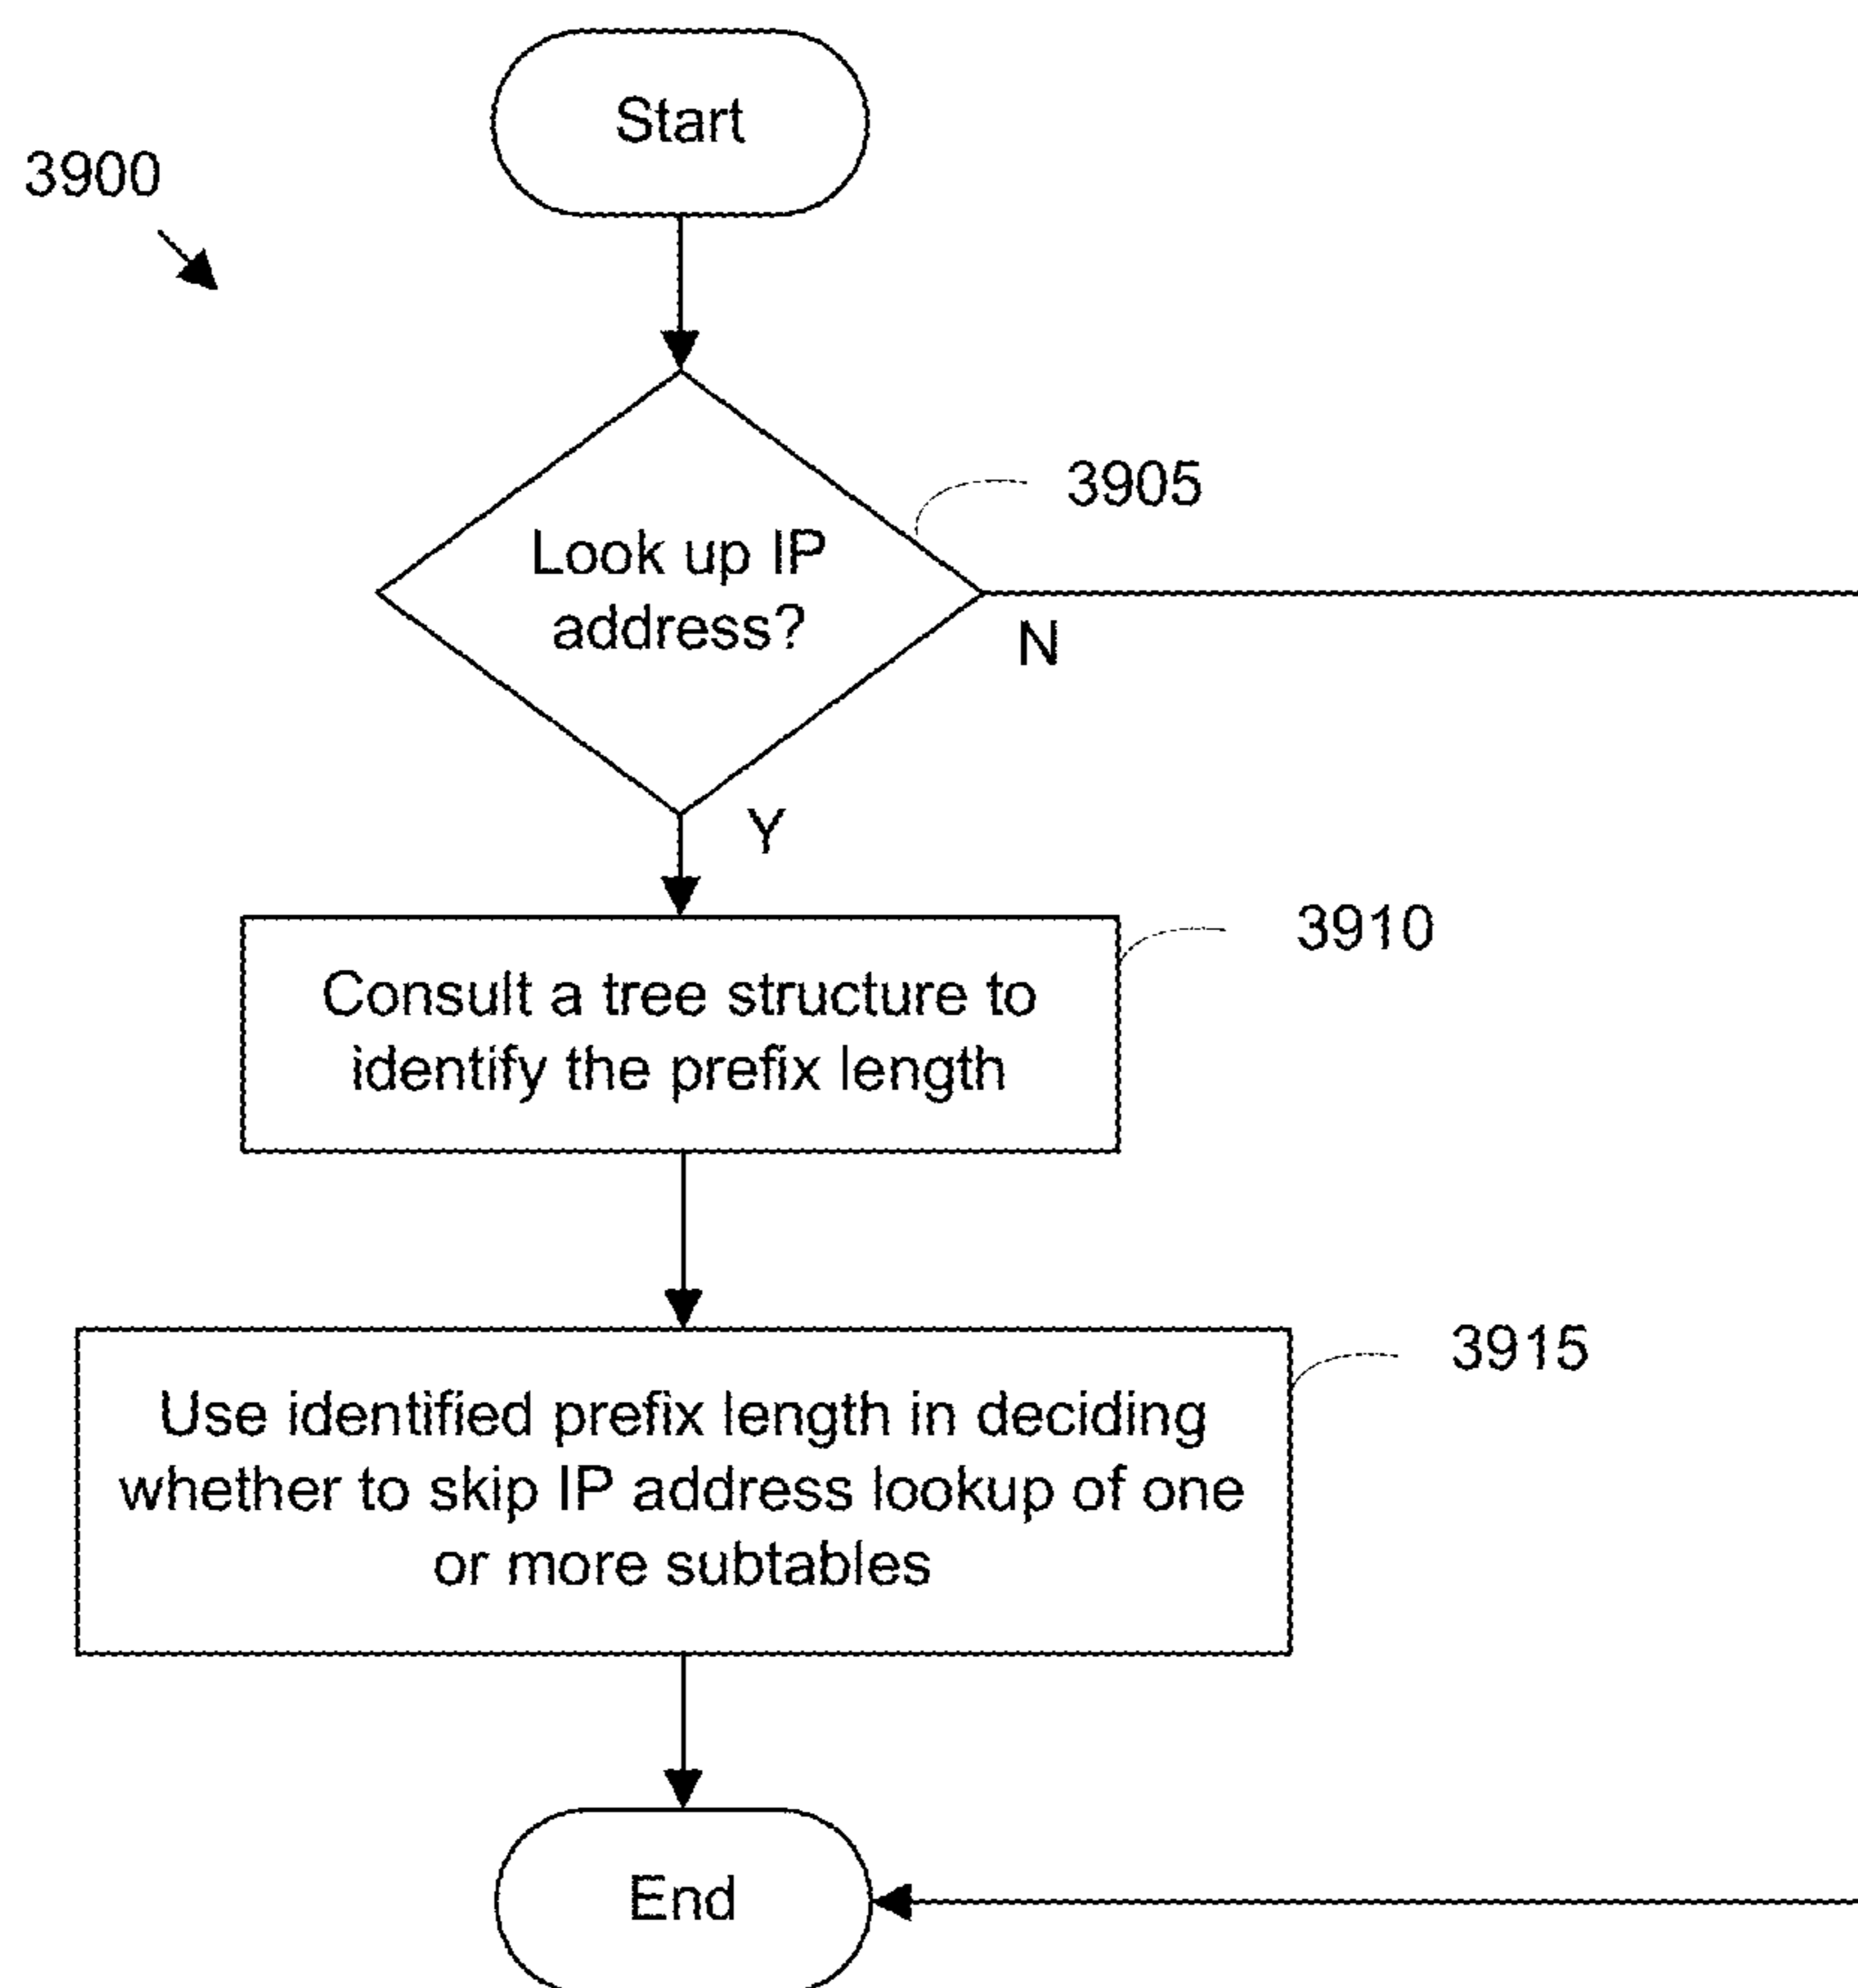 Start
3900
3905
Look up IP
address?
N
Y
3910
Consult a tree structure to
identify the prefix length
3915
Use identified prefix length in deciding
whether to skip IP address lookup of one
or more subtables
End